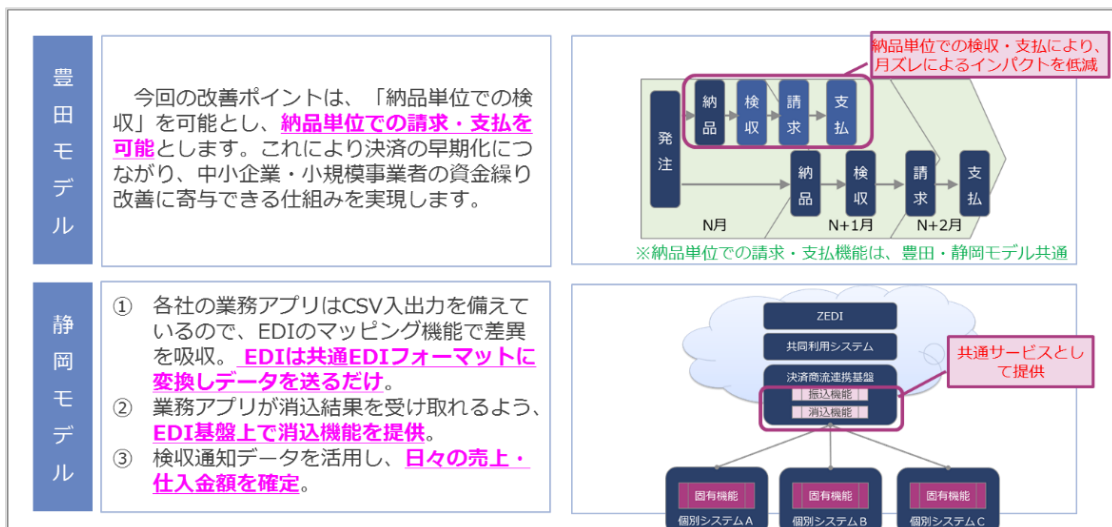 豊田モデル
今回の改善ポイントは、「納品単位での検
収」を可能とし、納品単位での請求・支払を
可能とします。これにより決済の早期化につ
ながり、中小企業・小規模事業者の資金繰り
改善に寄与できる仕組みを実現します。
納品単位での検収・支払により、
月ズレによるインパクトを低減
発注
納品
検収
請求
支払
納品
検収
請求
支払
N月
N+1月
N+2月
※納品単位での請求・支払機能は、豊田・静岡モデル共通
静岡モデル
① 各社の業務アプリはCSV入出力を備えて
いるので、EDIのマッピング機能で差異
を吸収。 EDIは共通EDIフォーマットに
変換しデータを送るだけ。
② 業務アプリが消込結果を受け取れるよう、
EDI基盤上で消込機能を提供。
③ 検収通知データを活用し、日々の売上・
仕入金額を確定。
ZEDI
共同利用システム
決済商流連携基盤
振込機能
消込機能
共通サービスとし
て提供
固有機能
個別システムA
固有機能
個別システムB
固有機能
個別システムC